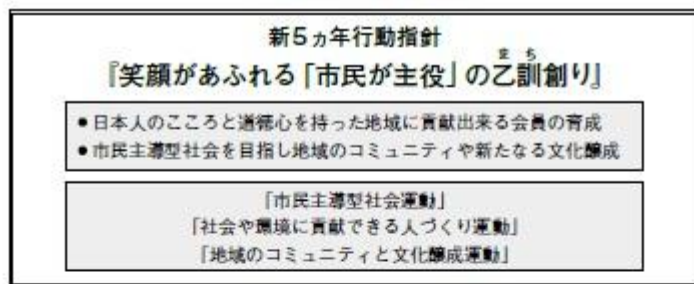 新5ヵ年行動指針
『笑顔があふれる「市民が主役」の乙訓創り』
まち
●日本人のこころと道徳心を持った地域に貢献出来る会員の育成
●市民主導型社会を目指し地域のコミュニティや新たなる文化醸成
「市民主導型社会運動」
「社会や環境に貢献できる人づくり運動」
「地域のコミュニティと文化醸成運動」